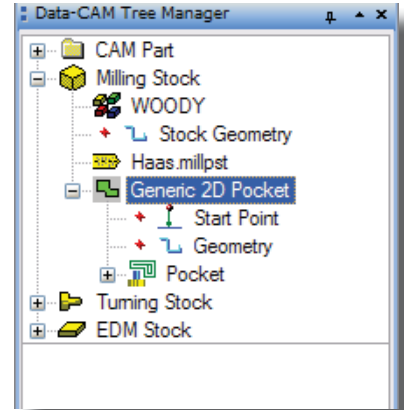 Data-CAM Tree Manager
CAM Part
Milling Stock
WOODY
Stock Geometry
Haas.millpst
Generic 2D Pocket
Start Point
Geometry
Pocket
Turning Stock
EDM Stock